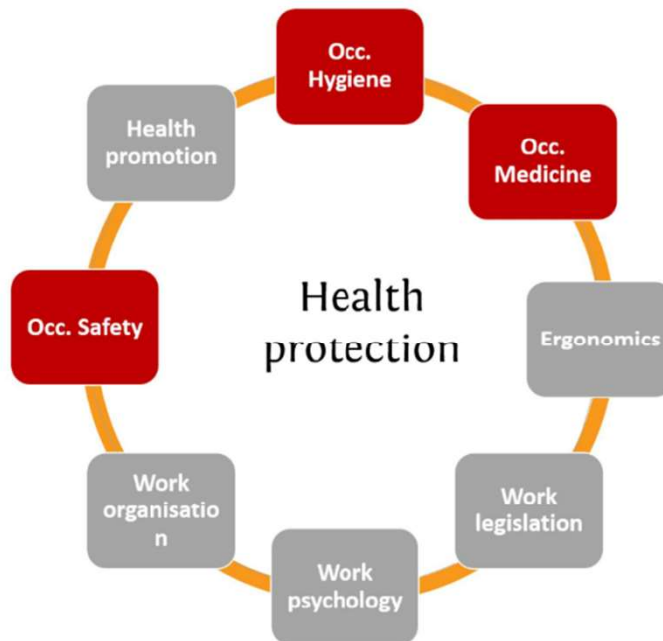 Occ.
Hygiene
Occ.
Medicine
Ergonomics
Work
legislation
Work
psychology
Work
organisatio
n
Occ. Safety
Health
promotion
Health
protection